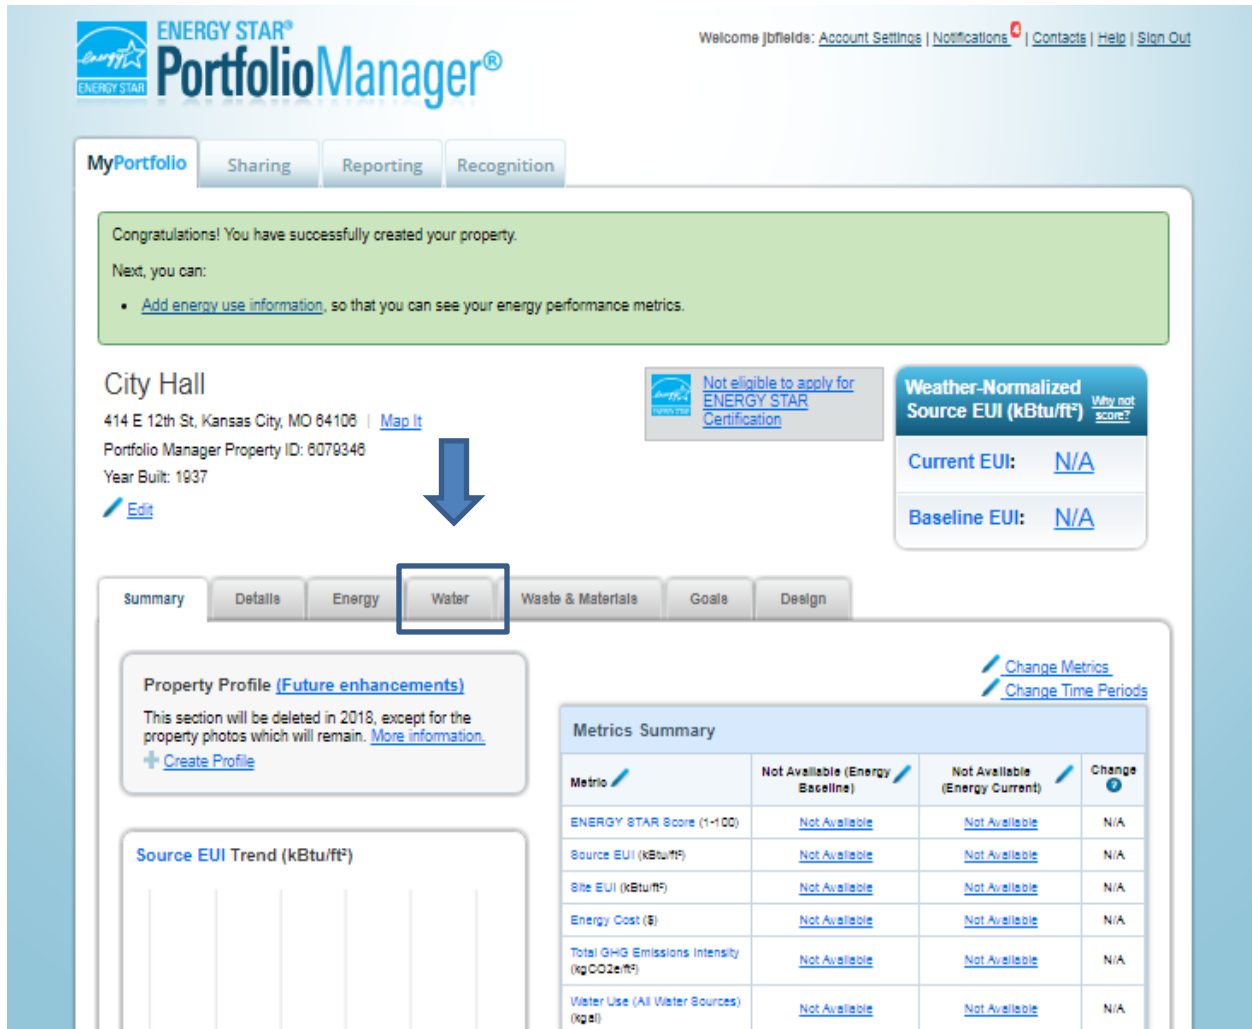 ENERGY STAR®
PortfolioManager®
energy
ENERGY STAR
Welcome jbfields: Account Settings | Notifications 4 | Contacts | Help | Sign Out
MyPortfolio
Sharing
Reporting
Recognition
Congratulations! You have successfully created your property.
Next, you can:
• Add energy use information, so that you can see your energy performance metrics.
City Hall
414 E 12th St, Kansas City, MO 64106 | Map It
Portfolio Manager Property ID: 6079346
Year Built: 1937
Edit
Not eligible to apply for
ENERGY STAR
Certification
Weather-Normalized
Source EUI (kBtu/ft²)
Why not
score?
Current EUI: N/A
Baseline EUI: N/A
Summary
Details
Energy
Water
Waste & Materials
Goals
Design
Property Profile (Future enhancements)
This section will be deleted in 2018, except for the
property photos which will remain. More information.
Create Profile
Source EUI Trend (kBtu/ft²)
Change Metrics
Change Time Periods
Metrics Summary
Metric
Not Available (Energy
Baseline)
Not Available
(Energy Current)
Change
?
ENERGY STAR Score (1-100) Not Available Not Available N/A
Source EUI (kBtu/ft²) Not Available Not Available N/A
Site EUI (kBtu/ft²) Not Available Not Available N/A
Energy Cost ($) Not Available Not Available N/A
Total GHG Emissions Intensity
(kgCO2e/ft²) Not Available Not Available N/A
Water Use (All Water Sources)
(kgal) Not Available Not Available N/A